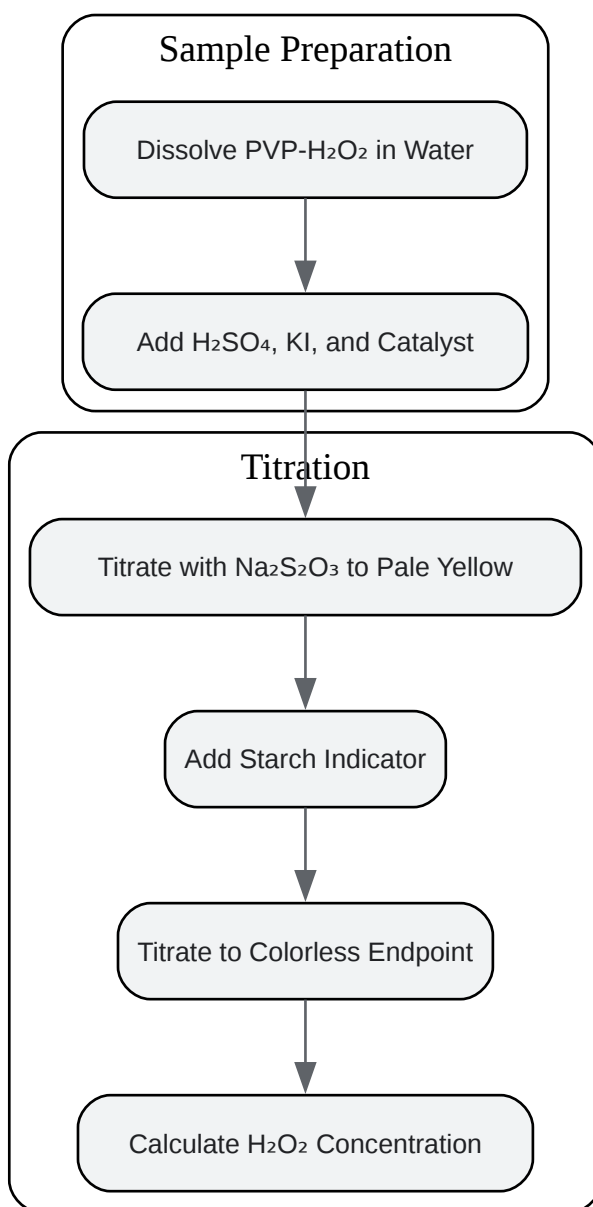 Sample Preparation
Dissolve PVP-H₂O₂ in Water
Add H₂SO₄, KI, and Catalyst
Titration
Titrate with Na₂S₂O₃ to Pale Yellow
Add Starch Indicator
Titrate to Colorless Endpoint
Calculate H₂O₂ Concentration